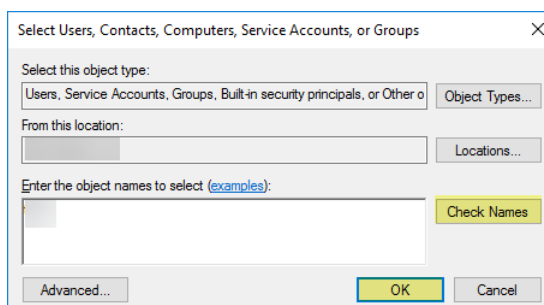 Select Users, Contacts, Computers, Service Accounts, or Groups
Select this object type:
Users, Service Accounts, Groups, Built-in security principals, or Other o
Object Types...
From this location:
Locations...
Enter the object names to select (examples):
Check Names
Advanced...
OK
Cancel